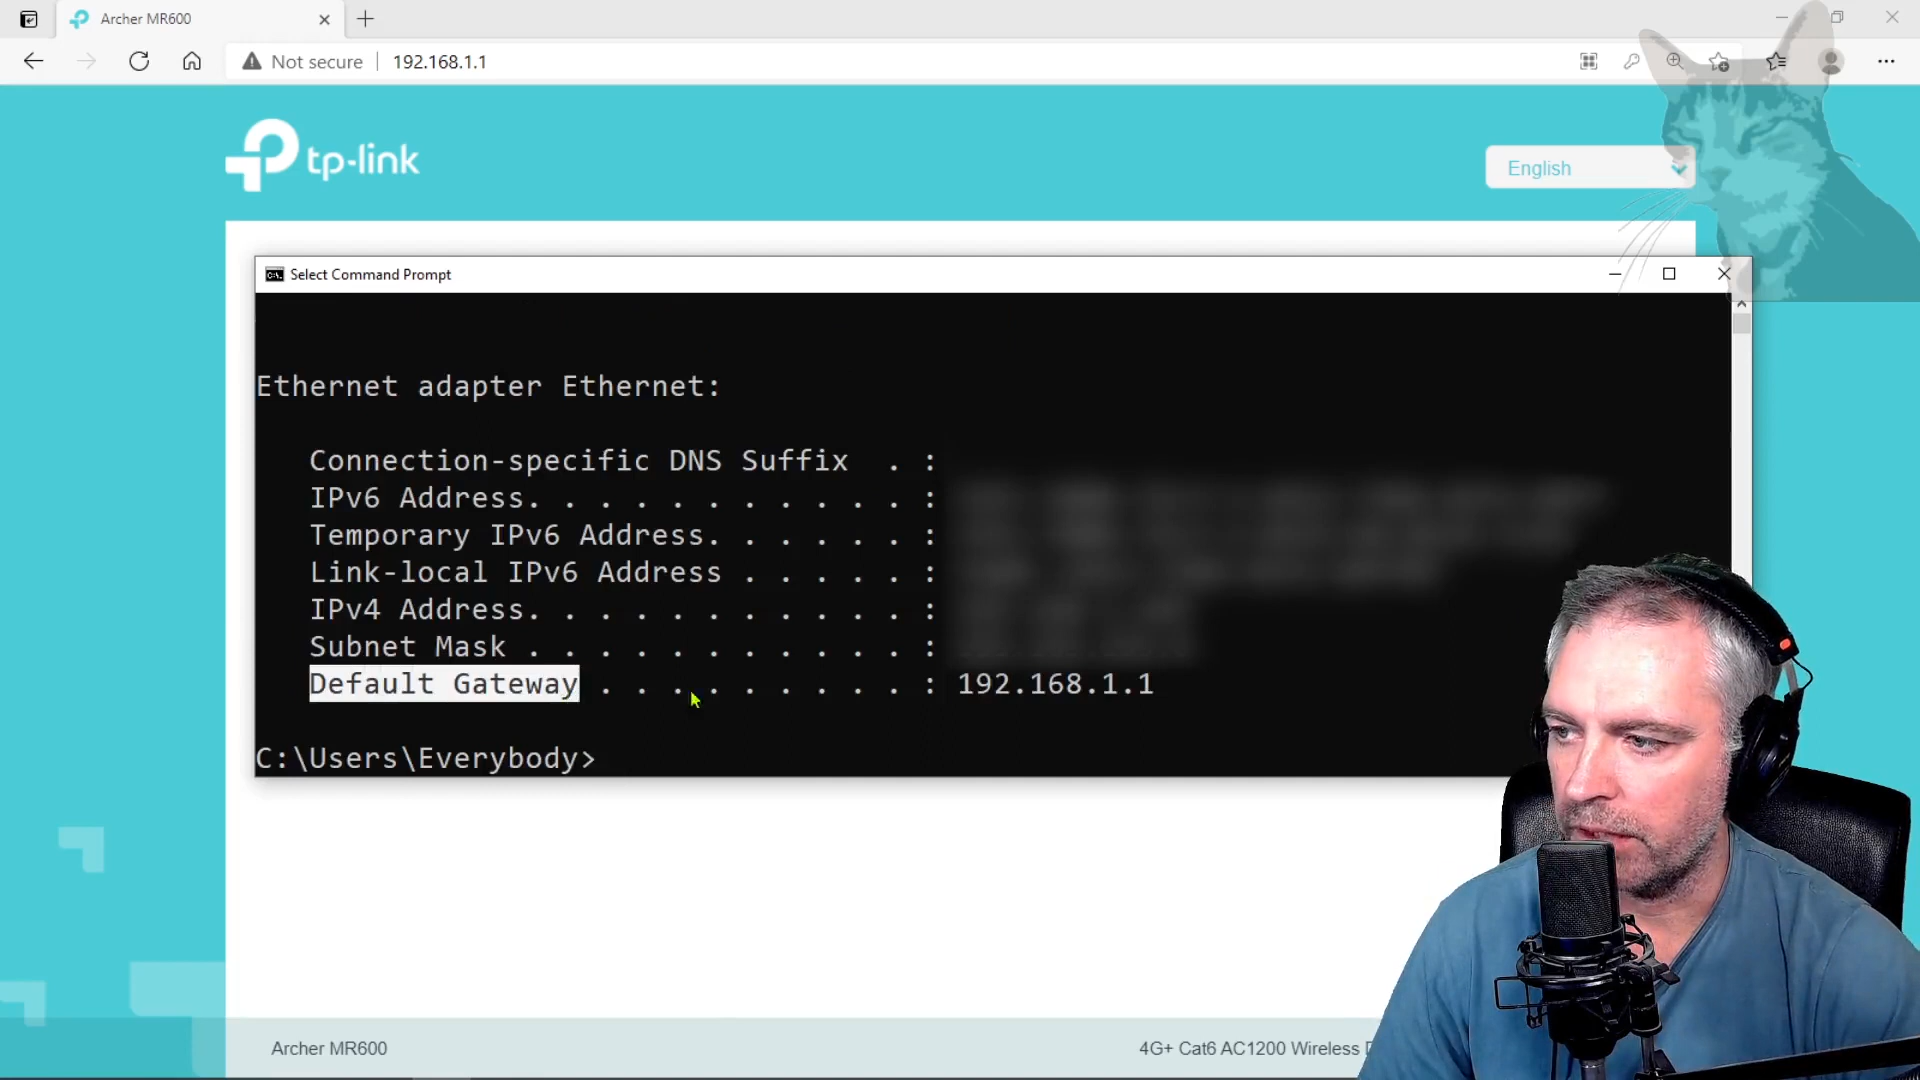 Archer MR600
Not secure 192.168.1.1
tp-link
English
Select Command Prompt
Ethernet adapter Ethernet:
Connection-specific DNS Suffix . :
IPv6 Address. . . . . . . . . . . :
Temporary IPv6 Address. . . . . . :
Link-local IPv6 Address . . . . . :
IPv4 Address. . . . . . . . . . . :
Subnet Mask . . . . . . . . . . . :
Default Gateway . . . . . . . . . : 192.168.1.1
C:\Users\Everybody>
Archer MR600 4G+ Cat6 AC1200 Wireless